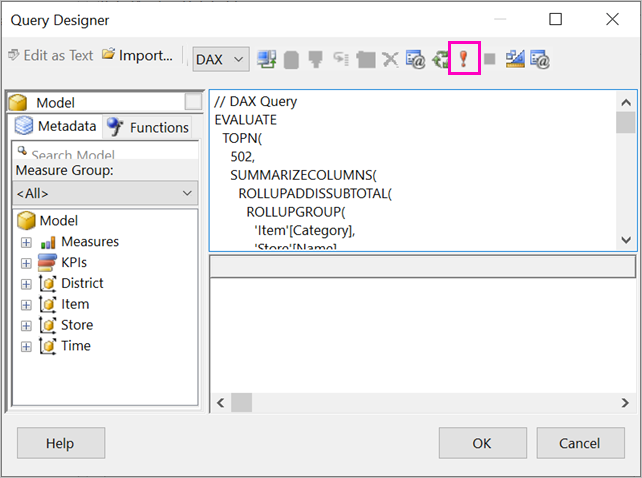 Query Designer
Edit as Text Import... DAX
Model
Metadata Functions
Search Model
Measure Group:
<All>
Model
Measures
KPIs
District
Item
Store
Time
// DAX Query
EVALUATE
TOPN(
502,
SUMMARIZECOLUMNS(
ROLLUPADDISSUBTOTAL(
ROLLUPGROUP(
'Item'[Category],
'Store'[Name]
Help OK Cancel